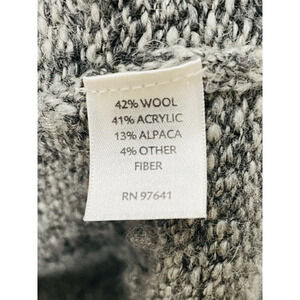 42% WOOL
41% ACRYLIC
13% ALPACA
4% OTHER
FIBER
RN 97641